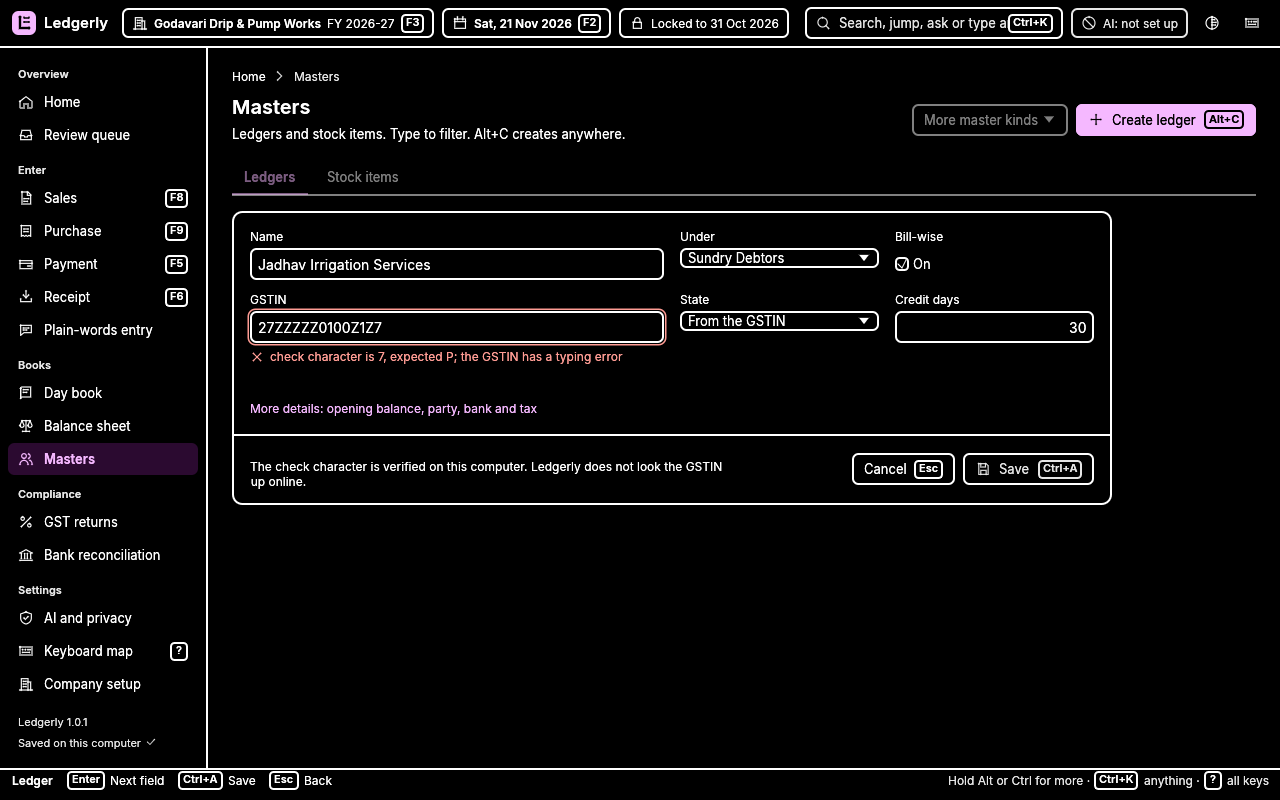 Ledgerly
Godavari Drip & Pump Works FY 2026-27 F3
Sat, 21 Nov 2026 F2
Locked to 31 Oct 2026
Search, jump, ask or type a Ctrl+K
AI: not set up
Overview
Home
Review queue
Enter
Sales F8
Purchase F9
Payment F5
Receipt F6
Plain-words entry
Books
Day book
Balance sheet
Masters
Compliance
GST returns
Bank reconciliation
Settings
AI and privacy
Keyboard map ?
Company setup
Ledgerly 1.0.1
Saved on this computer
Home > Masters
Masters
Ledgers and stock items. Type to filter. Alt+C creates anywhere.
More master kinds
Create ledger Alt+C
Ledgers Stock items
Name Under Bill-wise
Jadhav Irrigation Services Sundry Debtors On
GSTIN State Credit days
27ZZZZZ0100Z1Z7 From the GSTIN 30
check character is 7, expected P; the GSTIN has a typing error
More details: opening balance, party, bank and tax
The check character is verified on this computer. Ledgerly does not look the GSTIN
up online.
Cancel Esc Save Ctrl+A
Ledger Enter Next field Ctrl+A Save Esc Back
Hold Alt or Ctrl for more · Ctrl+K anything · ? all keys